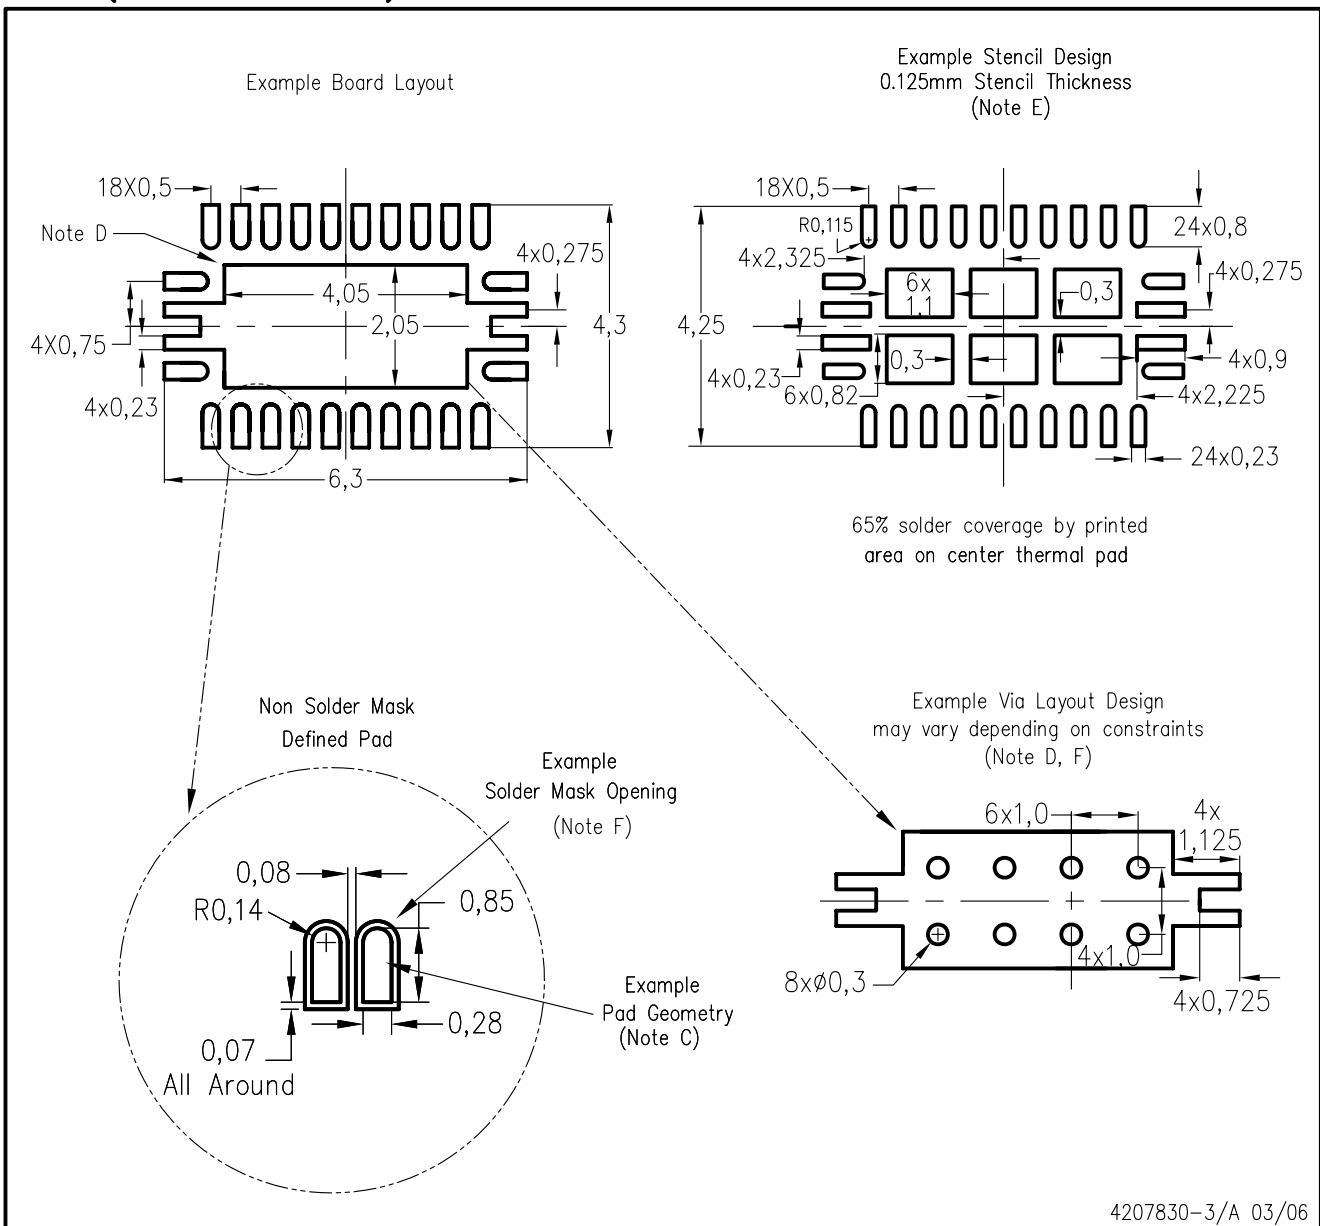 Example Board Layout
18X0,5
Note D
4x0,275
4,05
2,05
4,3
4X0,75
4x0,23
6,3
Example Stencil Design
0.125mm Stencil Thickness
(Note E)
18X0,5
R0,115
24x0,8
4x2,325
4x0,275
6x
1,1
0,3
4,25
0,3
4x0,9
4x0,23
6x0,82
4x2,225
24x0,23
65% solder coverage by printed
area on center thermal pad
Non Solder Mask
Defined Pad
Example
Solder Mask Opening
(Note F)
0,08
0,85
R0,14
Example
Pad Geometry
(Note C)
0,28
0,07
All Around
Example Via Layout Design
may vary depending on constraints
(Note D, F)
6x1,0
4x
1,125
4x1,0
8xø0,3
4x0,725
4207830-3/A 03/06